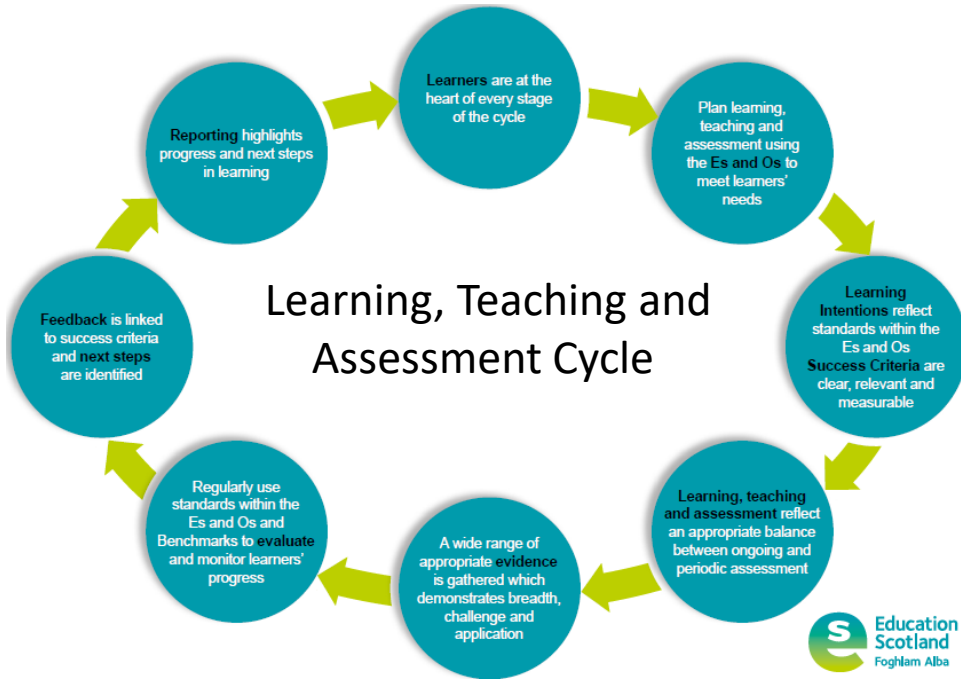 Learning, Teaching and
Assessment Cycle
Learners are at the
heart of every stage
of the cycle
Plan learning,
teaching and
assessment using
the Es and Os to
meet learners'
needs
Learning
Intentions reflect
standards within the
Es and Os
Success Criteria are
clear, relevant and
measurable
Learning, teaching
and assessment reflect
an appropriate balance
between ongoing and
periodic assessment
A wide range of
appropriate evidence
is gathered which
demonstrates breadth,
challenge and
application
Regularly use
standards within the
Es and Os and
Benchmarks to evaluate
and monitor learners'
progress
Feedback is linked
to success criteria
and next steps
are identified
Reporting highlights
progress and next steps
in learning
Education
Scotland
Foghlam Alba